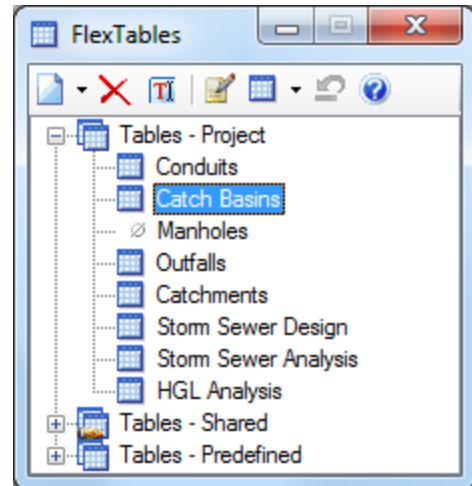 FlexTables
Tables - Project
Conduits
Catch Basins
Manholes
Outfalls
Catchments
Storm Sewer Design
Storm Sewer Analysis
HGL Analysis
Tables - Shared
Tables - Predefined